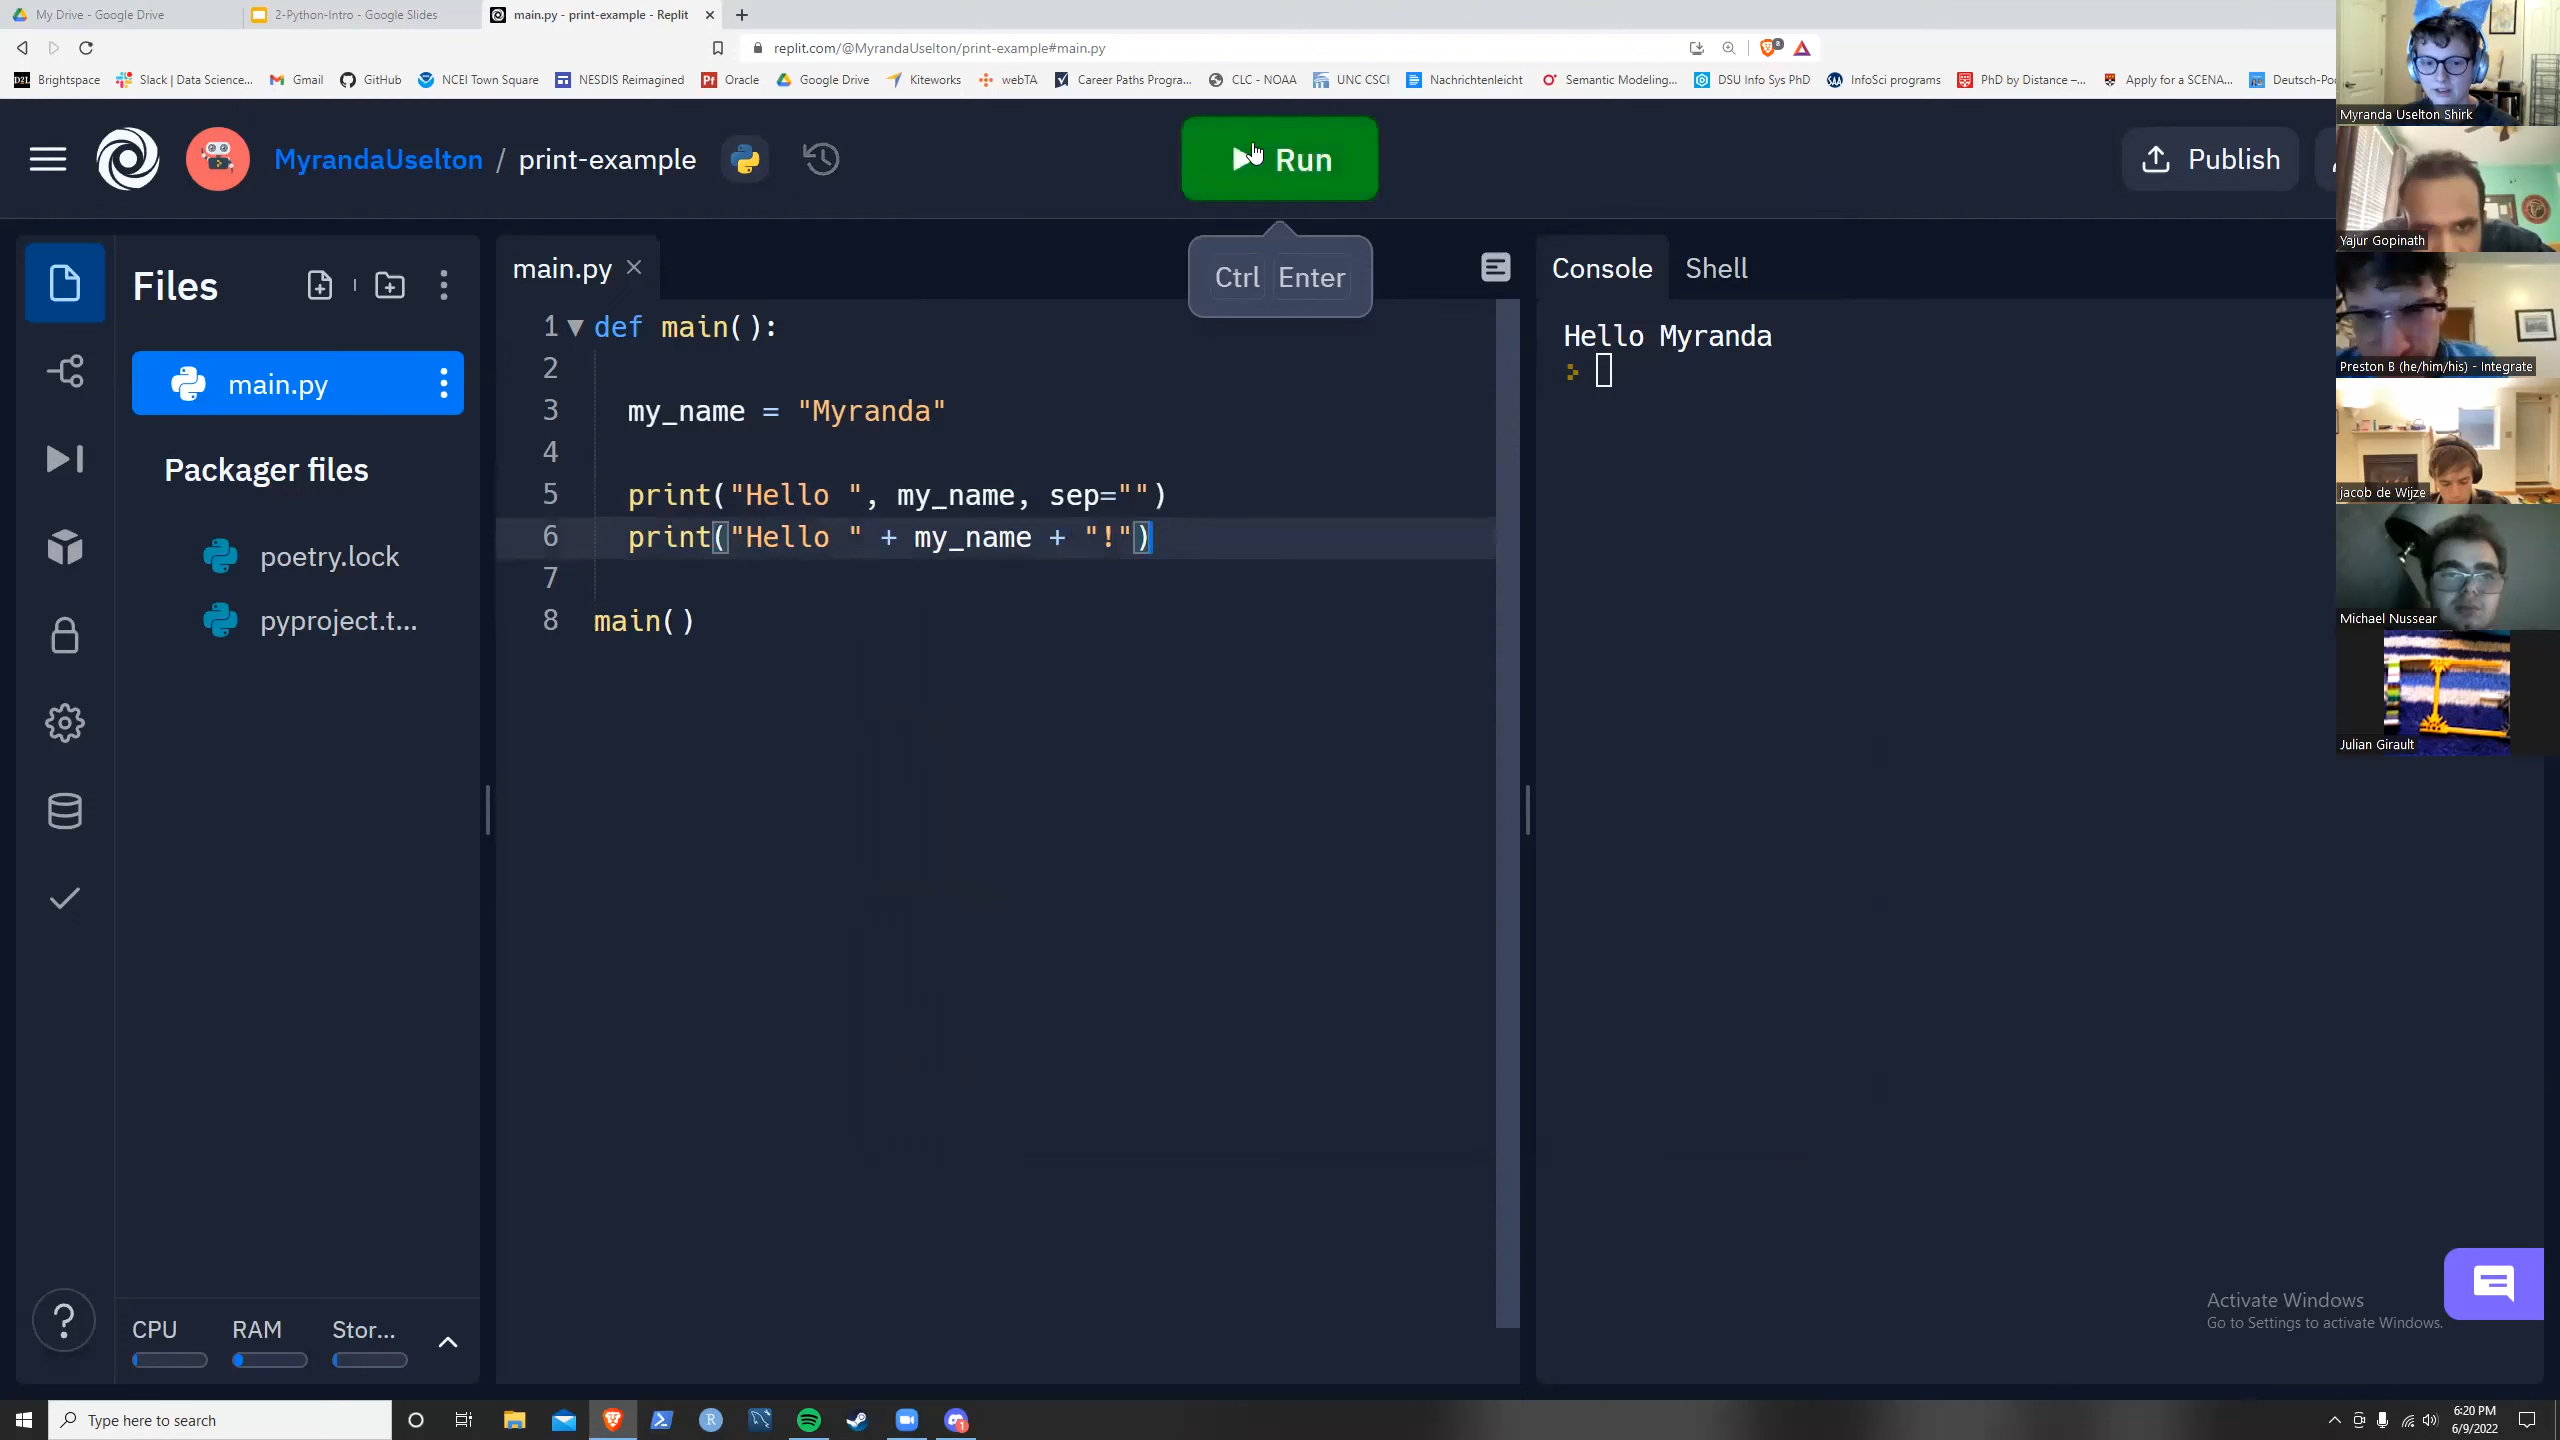 My Drive - Google Drive
2-Python-Intro - Google Slides
main.py - print-example - Replit
replit.com/@MyrandaUselton/print-example#main.py
Brightspace
Slack | Data Science...
Gmail
GitHub
NCEI Town Square
NESDIS Reimagined
Oracle
Google Drive
Kiteworks
webTA
Career Paths Progra...
CLC - NOAA
UNC CSCI
Nachrichtenleicht
Semantic Modeling...
DSU Info Sys PhD
InfoSci programs
PhD by Distance –...
Apply for a SCENA...
Deutsch-Po
Myranda Uselton Shirk
MyrandaUselton / print-example
Run
Publish
Ctrl Enter
Yajur Gopinath
Files
main.py
Console
Shell
1 def main():
2
3 my_name = "Myranda"
4
5 print("Hello ", my_name, sep="")
6 print("Hello " + my_name + "!")
7
8 main()
Hello Myranda
main.py
Packager files
poetry.lock
pyproject.t...
Preston B (he/him/his) - Integrate
jacob de Wijze
Michael Nussear
Julian Girault
CPU
RAM
Stor...
Activate Windows
Go to Settings to activate Windows.
Type here to search
6:20 PM
6/9/2022